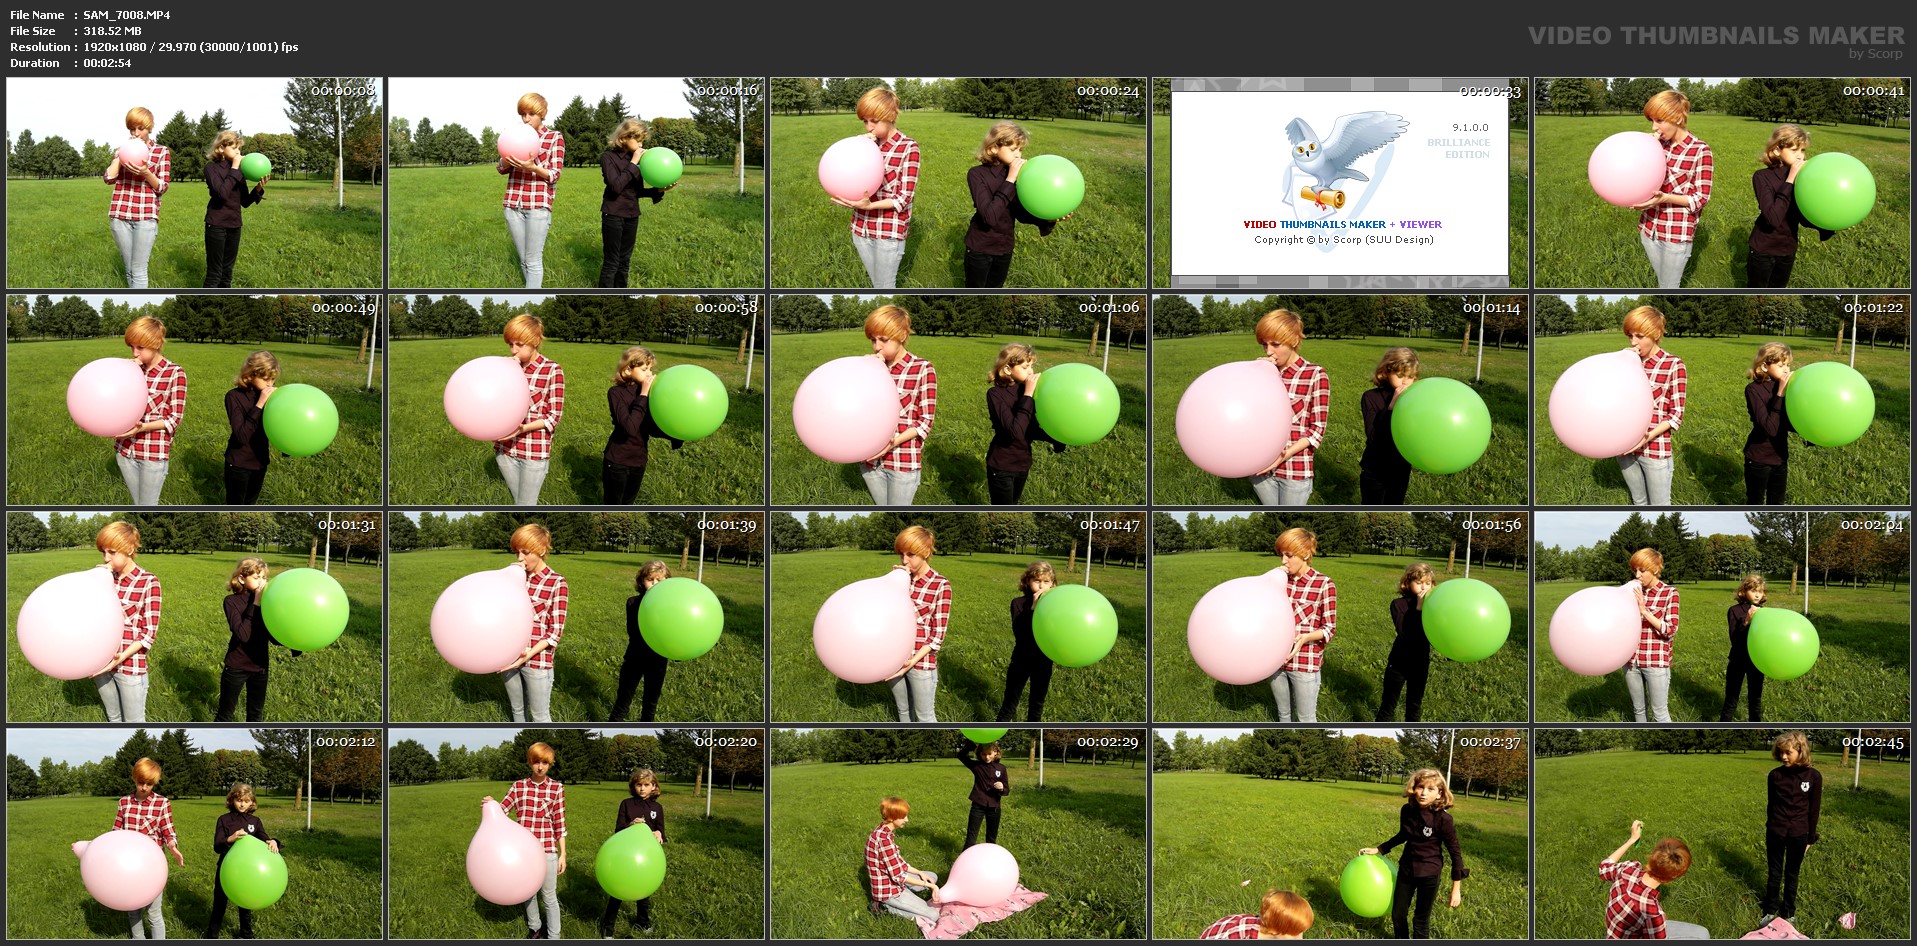 File Name : SAM_7008.MP4
File Size : 318.52 MB
Resolution : 1920x1080 / 29.970 (30000/1001) fps
Duration : 00:02:54
VIDEO THUMBNAILS MAKER
by Scorp
00:00:08
00:00:16
00:00:24
00:00:33
9.1.0.0
BRILLIANCE
EDITION
VIDEO THUMBNAILS MAKER + VIEWER
Copyright © by Scorp (SUU Design)
00:00:41
00:00:49
00:00:58
00:01:06
00:01:14
00:01:22
00:01:31
00:01:39
00:01:47
00:01:56
00:02:04
00:02:12
00:02:20
00:02:29
00:02:37
00:02:45